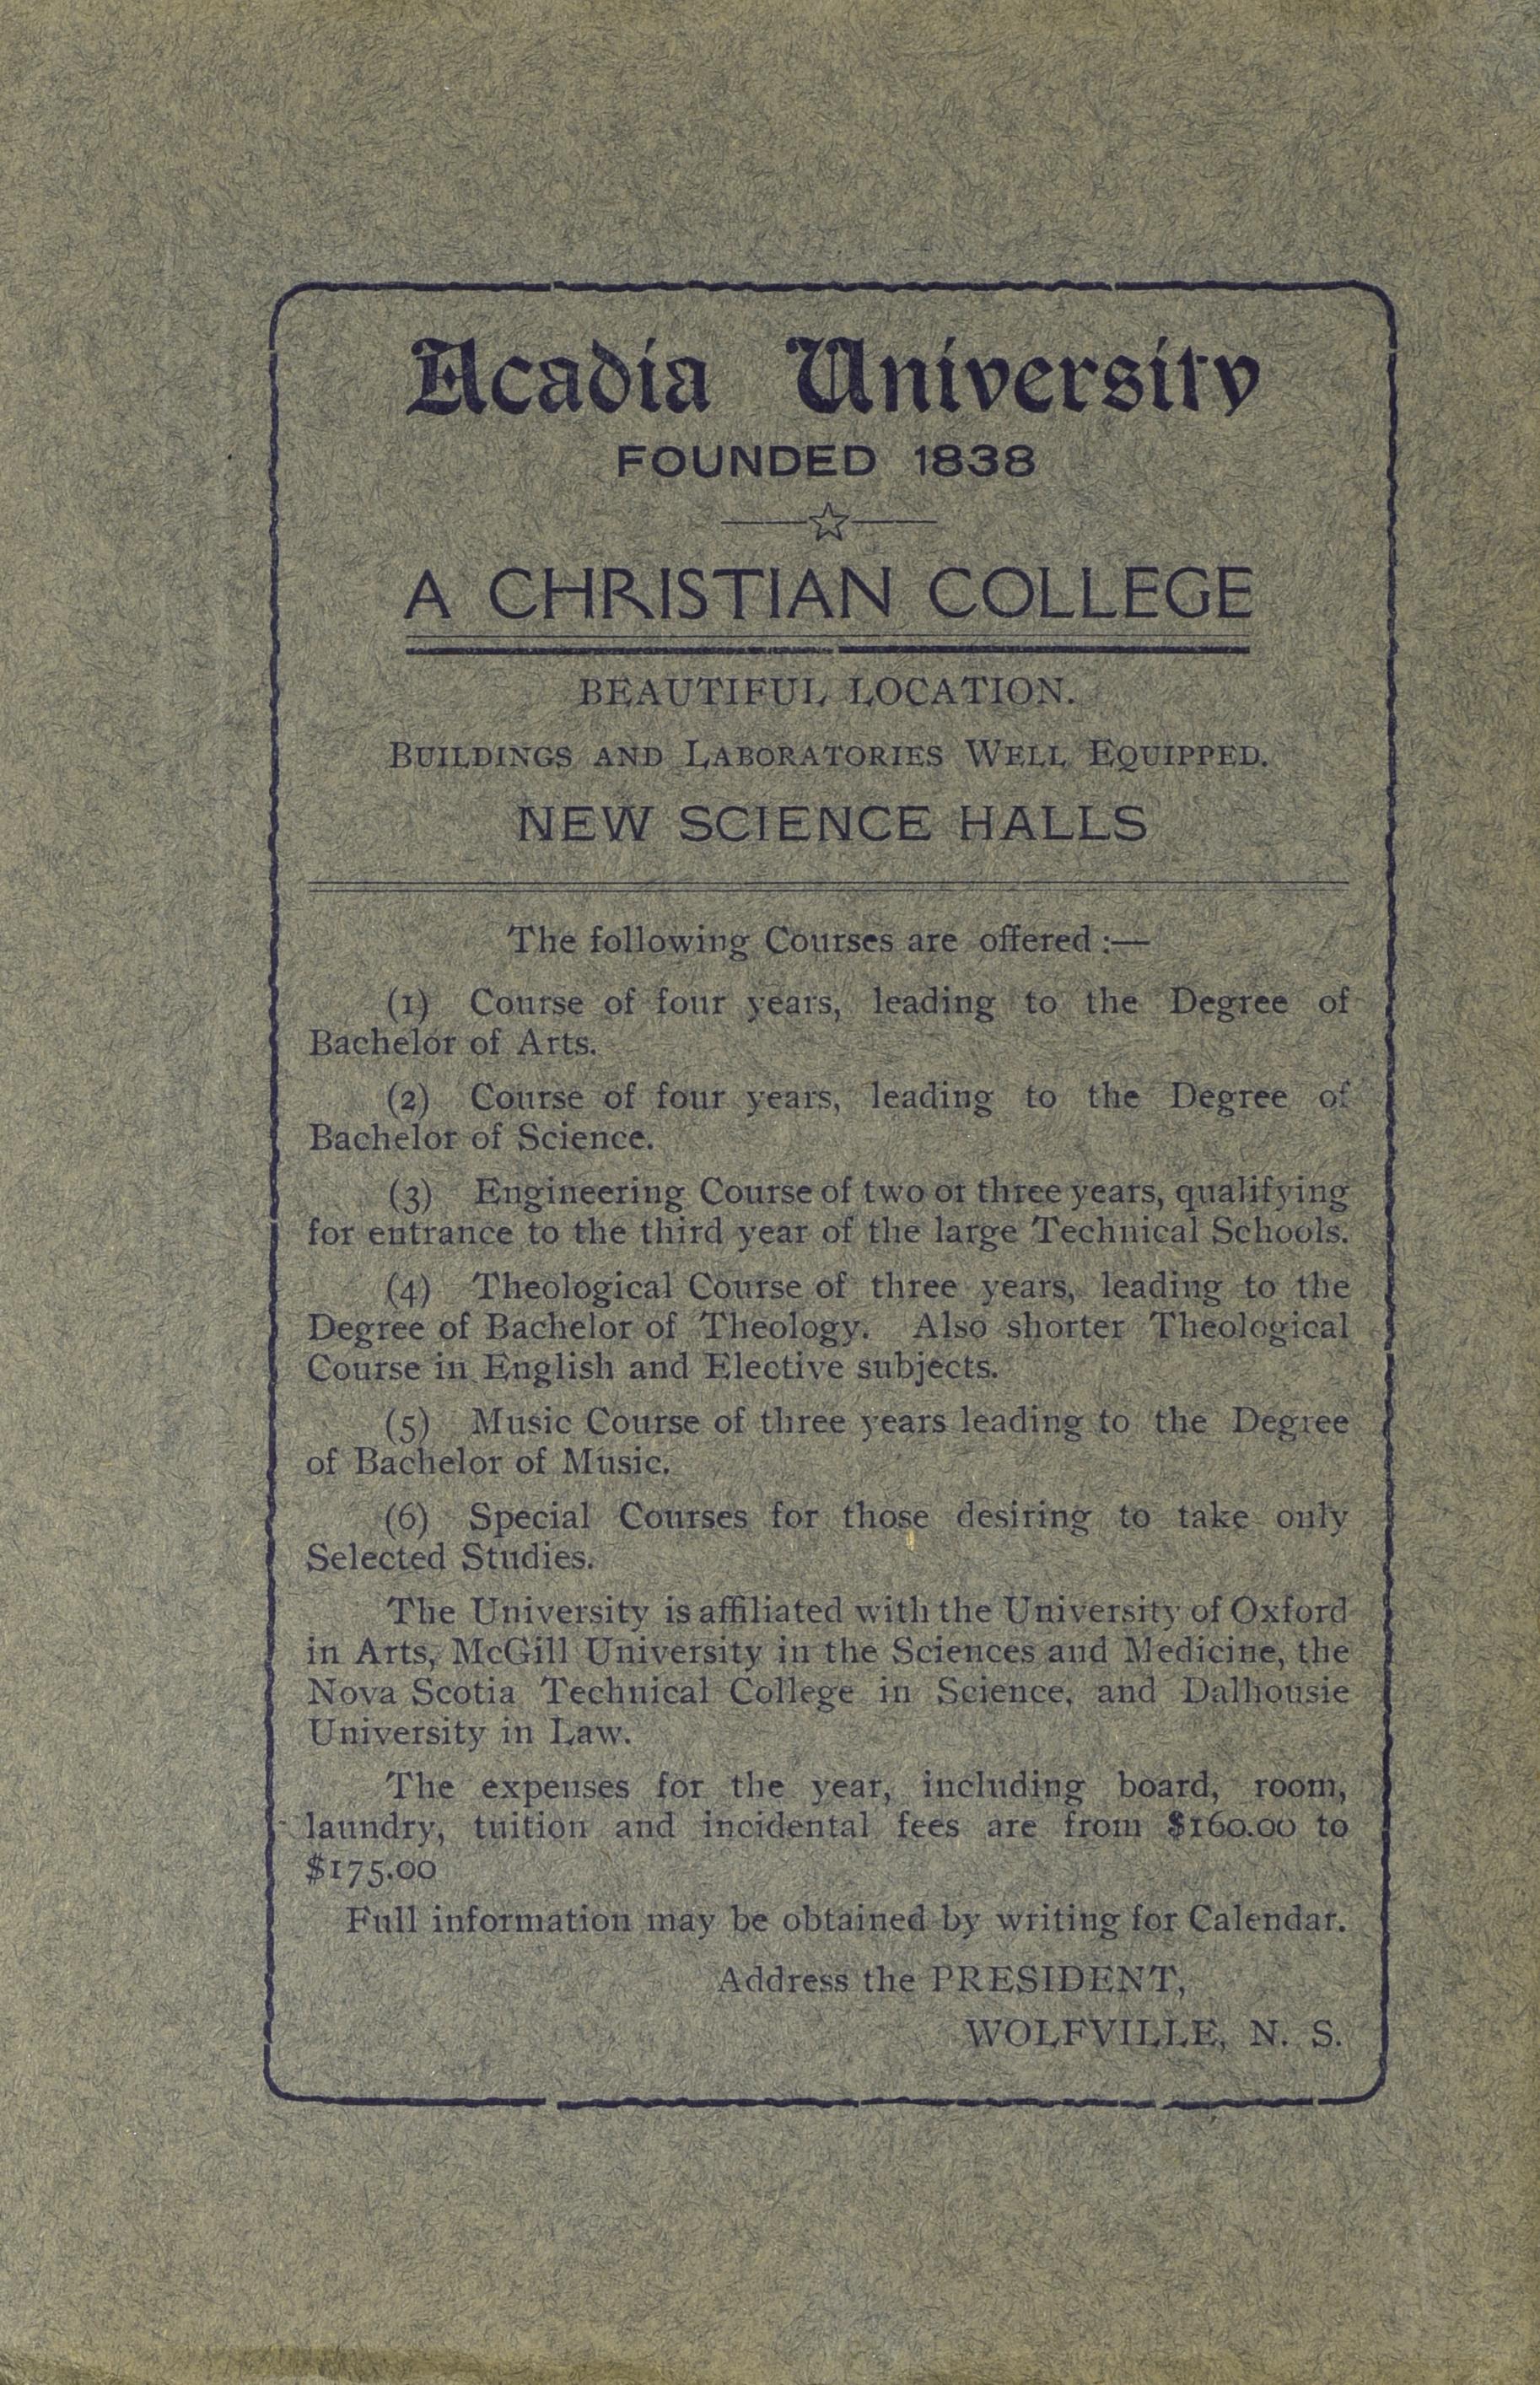 Acadia University
FOUNDED 1838
A CHRISTIAN COLLEGE
BEAUTIFUL LOCATION.
BUILDINGS AND LABORATORIES WELL EQUIPPED.
NEW SCIENCE HALLS
The following Courses are offered :—
(1) Course of four years, leading to the Degree of
Bachelor of Arts.
(2) Course of four years, leading to the Degree of
Bachelor of Science.
(3) Engineering Course of two or three years, qualifying
for entrance to the third year of the large Technical Schools.
(4) Theological Course of three years, leading to the
Degree of Bachelor of Theology. Also shorter Theological
Course in English and Elective subjects.
(5) Music Course of three years leading to the Degree
of Bachelor of Music.
(6) Special Courses for those desiring to take only
Selected Studies.
The University is affiliated with the University of Oxford
in Arts, McGill University in the Sciences and Medicine, the
Nova Scotia Technical College in Science, and Dalhousie
University in Law.
The expenses for the year, including board, room,
laundry, tuition and incidental fees are from $160.00 to
$175.00
Full information may be obtained by writing for Calendar.
Address the PRESIDENT,
WOLFVILLE, N. S.